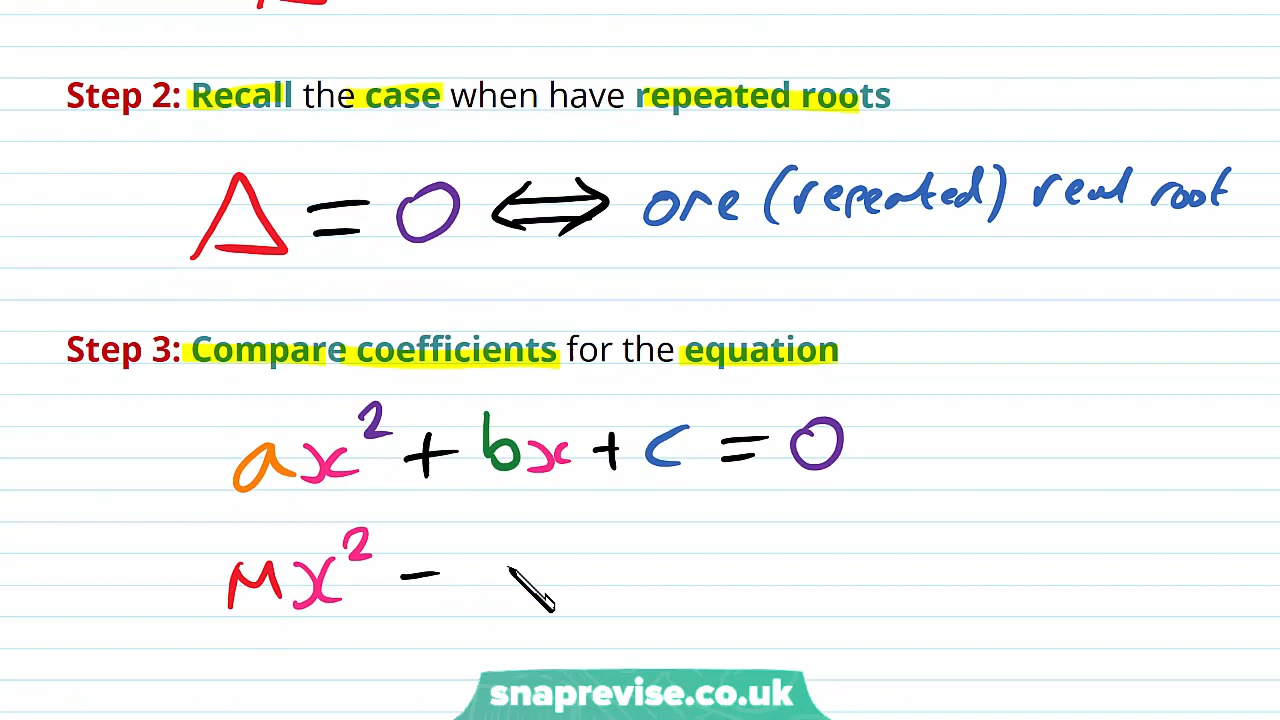 Step 2: Recall the case when have repeated roots
Δ = 0 ⟺ one (repeated) real root
Step 3: Compare coefficients for the equation
ax² + bx + c = 0
μx² −
snaprevise.co.uk